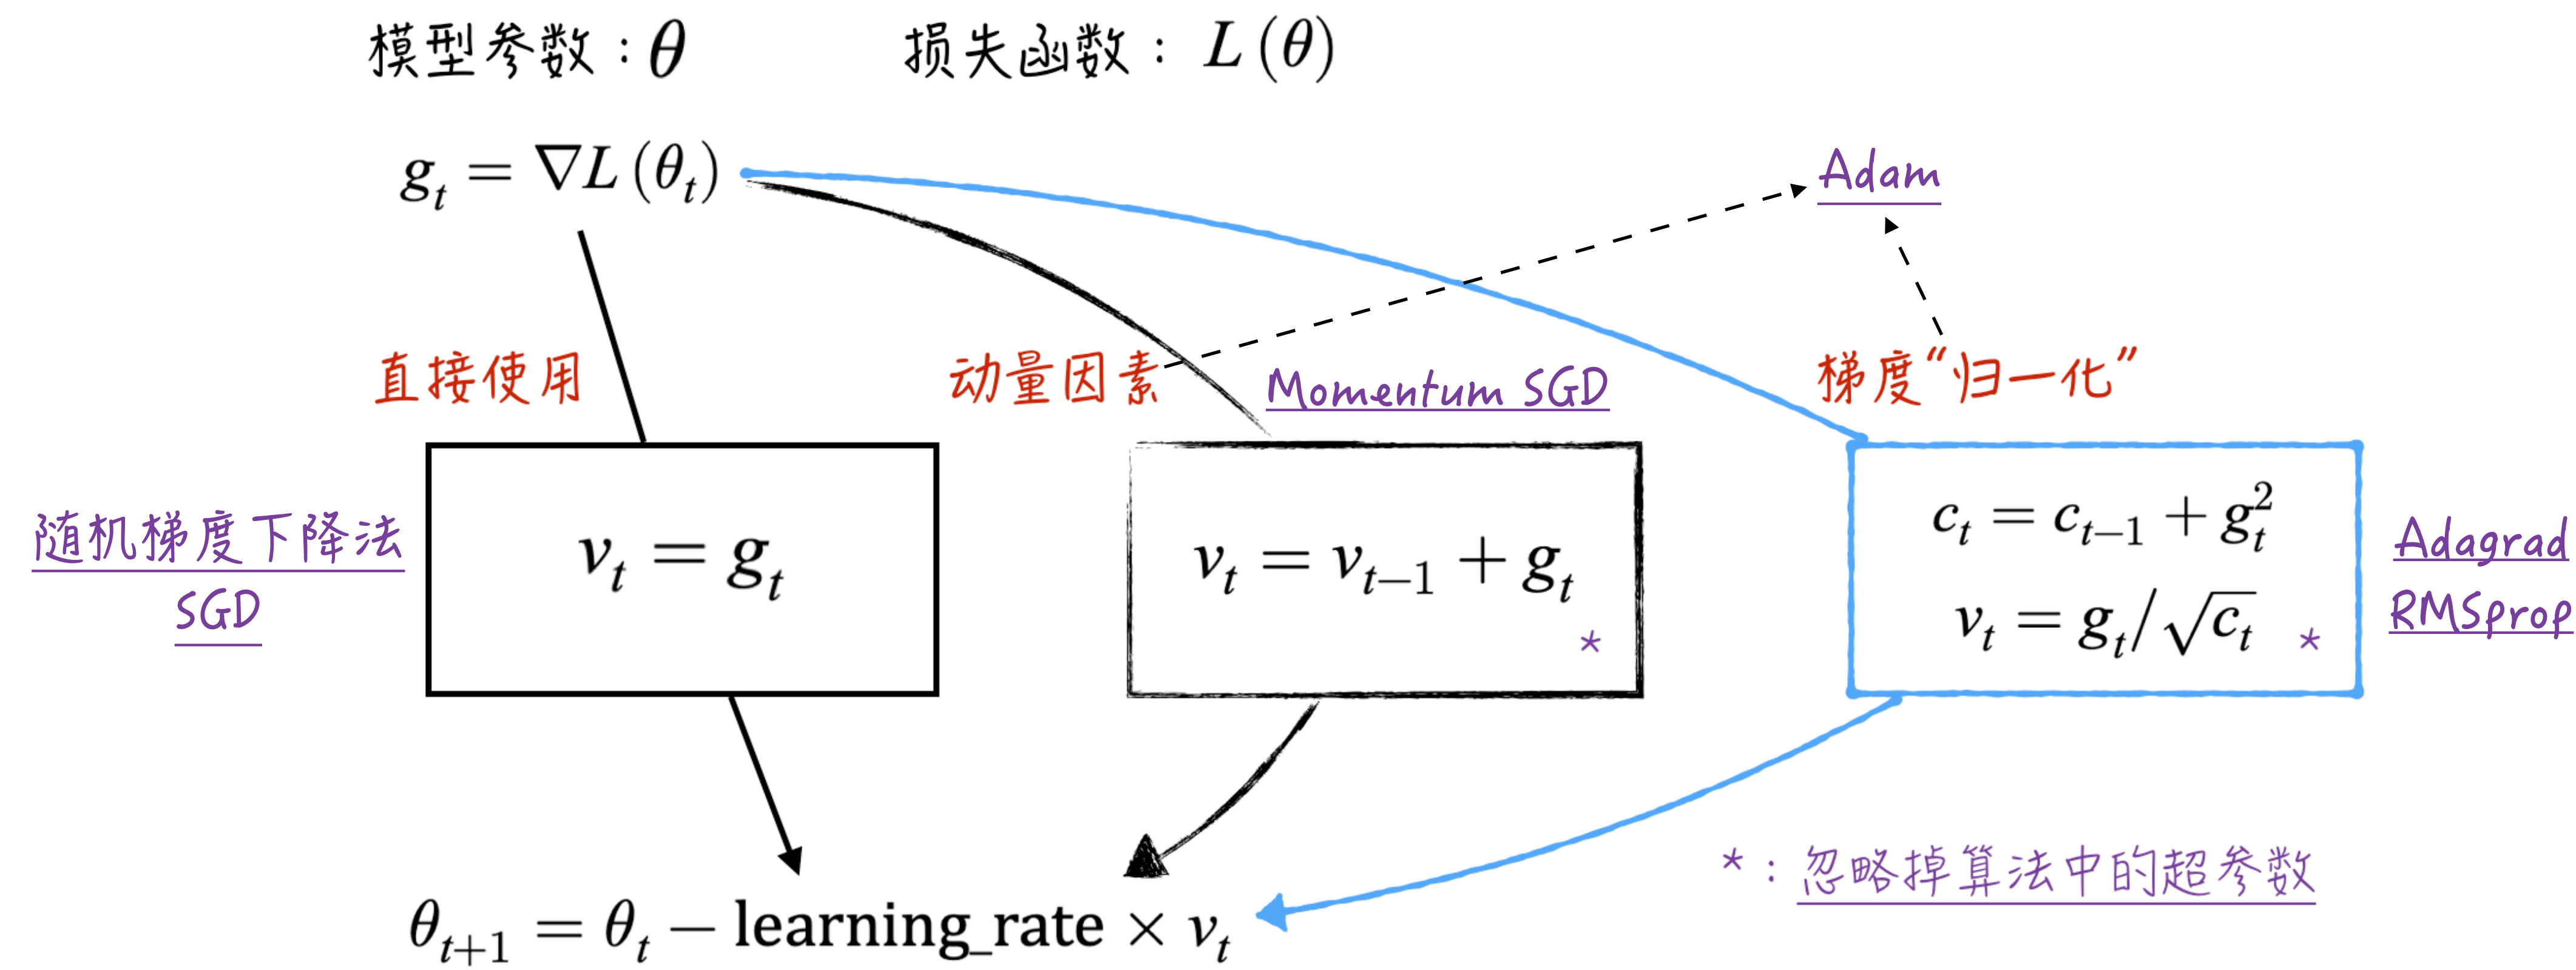 模型参数：θ
损失函数： L(θ)
g_t = ∇L(θ_t)
Adam
直接使用
动量因素
Momentum SGD
梯度“归一化”
随机梯度下降法
SGD
v_t = g_t
v_t = v_{t−1} + g_t
*
c_t = c_{t−1} + g_t^2
v_t = g_t/√c_t *
Adagrad
RMSprop
*：忽略掉算法中的超参数
θ_{t+1} = θ_t − learning_rate × v_t